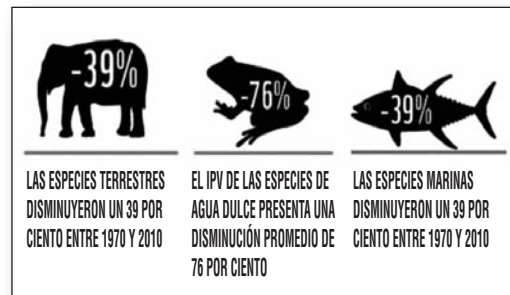 -39%
-76%
-39%
LAS ESPECIES TERRESTRES
DISMINUYERON UN 39 POR
CIENTO ENTRE 1970 Y 2010
EL IPV DE LAS ESPECIES DE
AGUA DULCE PRESENTA UNA
DISMINUCIÓN PROMEDIO DE
76 POR CIENTO
LAS ESPECIES MARINAS
DISMINUYERON UN 39 POR
CIENTO ENTRE 1970 Y 2010